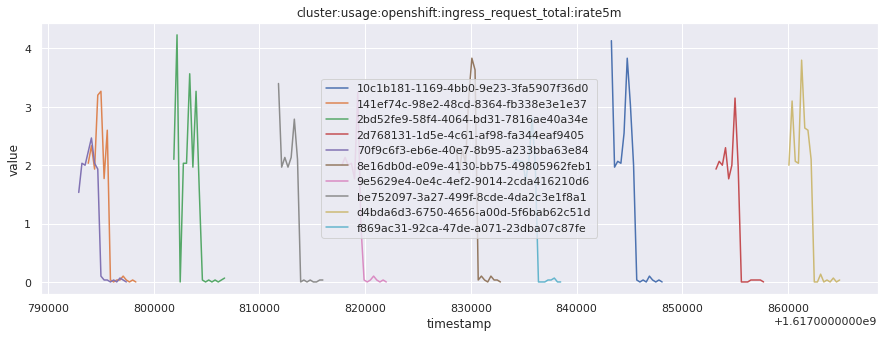 cluster:usage:openshift:ingress_request_total:irate5m
value
4
3
2
1
0
10c1b181-1169-4bb0-9e23-3fa5907f36d0
141ef74c-98e2-48cd-8364-fb338e3e1e37
2bd52fe9-58f4-4064-bd31-7816ae40a34e
2d768131-1d5e-4c61-af98-fa344eaf9405
70f9c6f3-eb6e-40e7-8b95-a233bba63e84
8e16db0d-e09e-4130-bb75-49805962feb1
9e5629e4-0e4c-4ef2-9014-2cda416210d6
be752097-3a27-499f-8cde-4da2c3e1f8a1
d4bda6d3-6750-4656-a00d-5f6bab62c51d
f869ac31-92ca-47de-a071-23dba07c87fe
790000 800000 810000 820000 830000 840000 850000 860000
+1.6170000000e9
timestamp